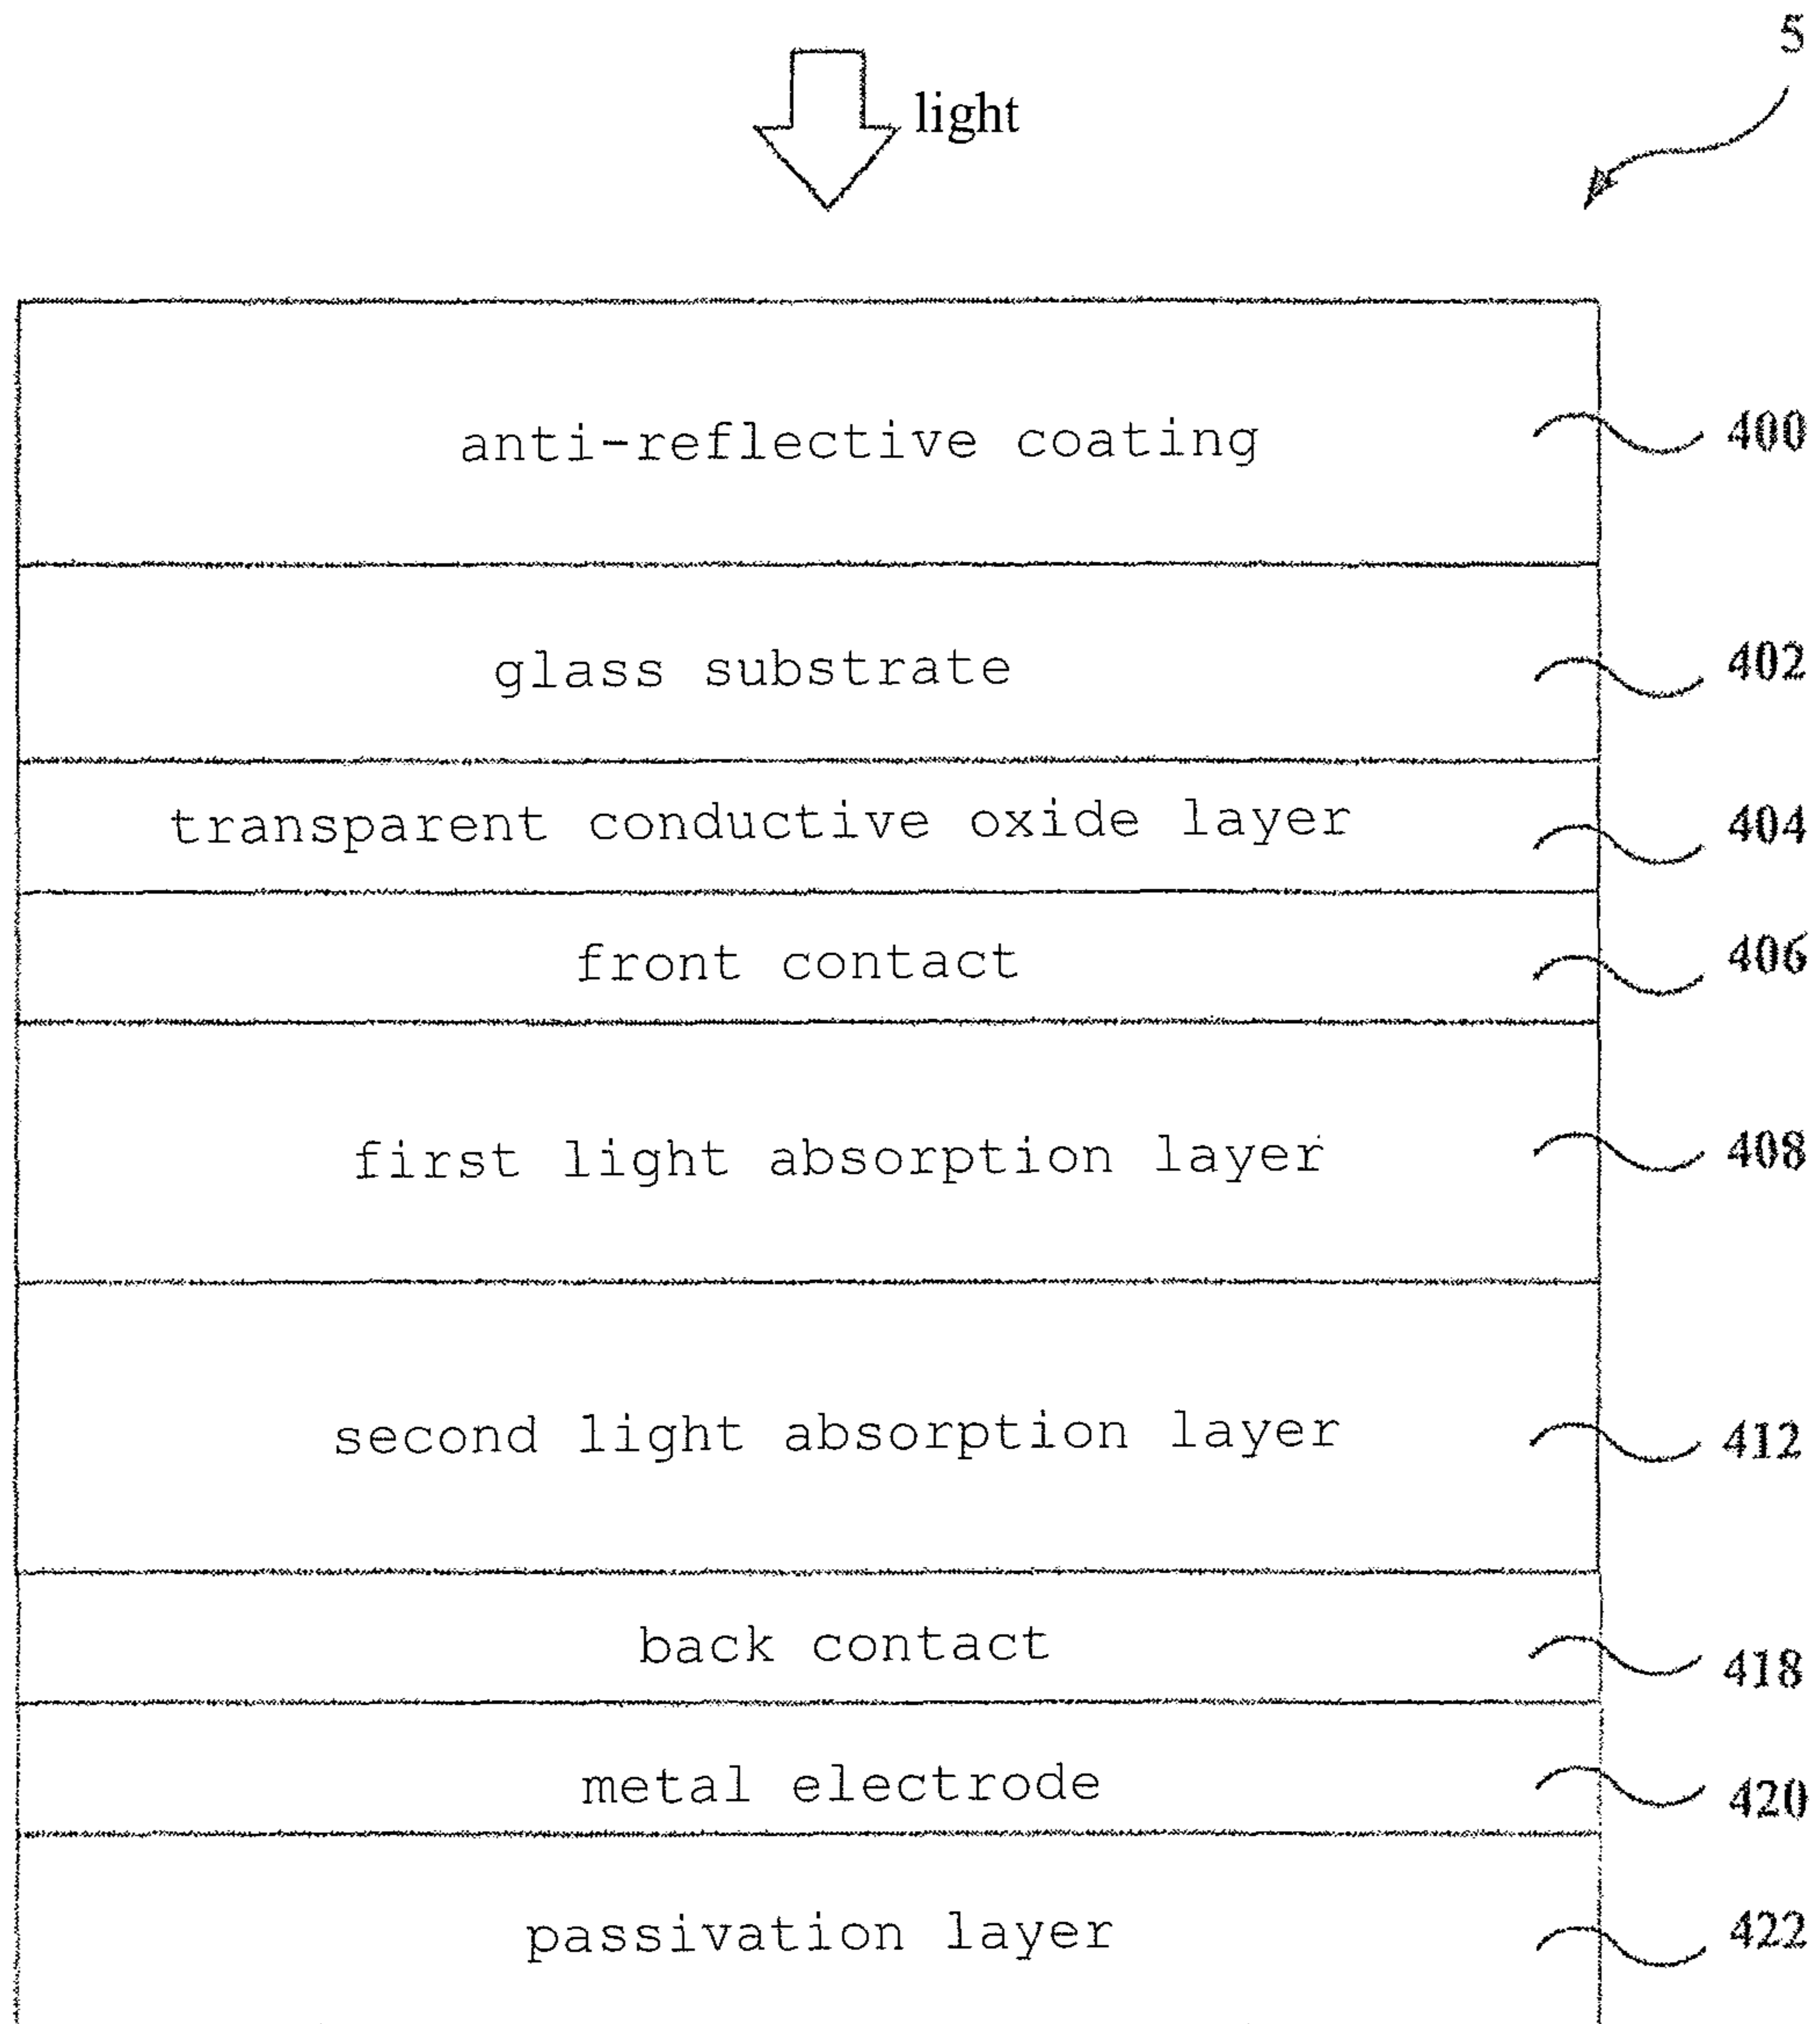 5
light
anti-reflective coating 400
glass substrate 402
transparent conductive oxide layer 404
front contact 406
first light absorption layer 408
second light absorption layer 412
back contact 418
metal electrode 420
passivation layer 422